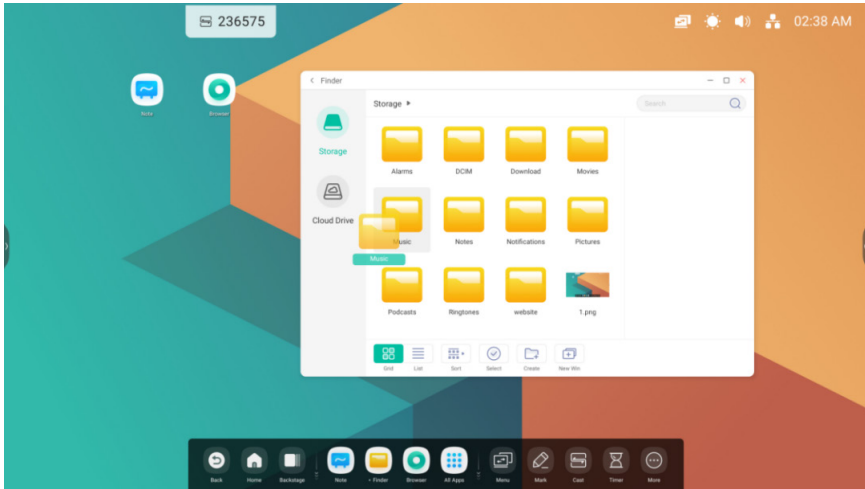 236575
02:38 AM
Note
Browser
Finder
Storage
Search
Storage
Cloud Drive
Alarms
DCIM
Download
Movies
Music
Notes
Notifications
Pictures
Music
Podcasts
Ringtones
website
1.png
Grid
List
Sort
Select
Create
New Win
Back
Home
Backstage
Note
Finder
Browser
All Apps
Menu
Mark
Cast
Timer
More